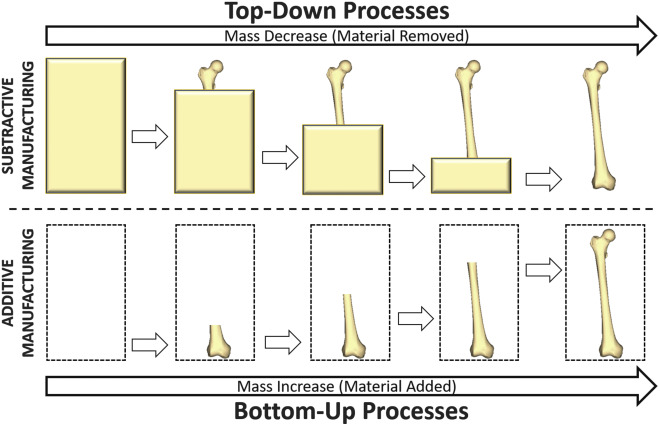 Top-Down Processes
Mass Decrease (Material Removed)
SUBTRACTIVE
MANUFACTURING
ADDITIVE
MANUFACTURING
Mass Increase (Material Added)
Bottom-Up Processes